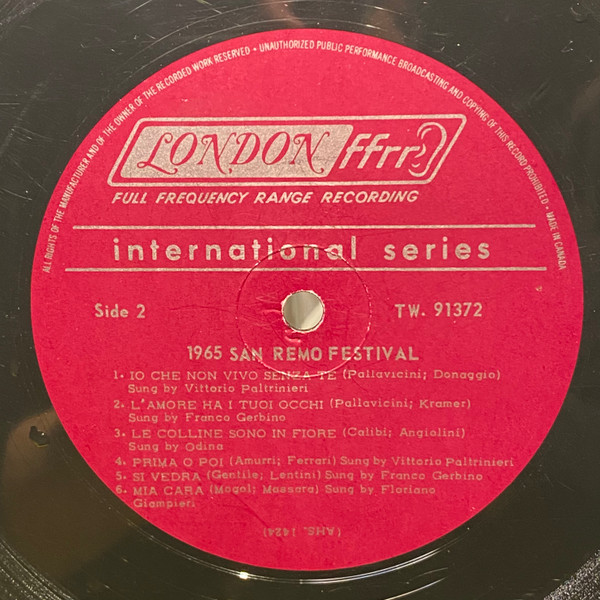 ALL RIGHTS OF THE MANUFACTURER AND OF THE OWNER OF THE RECORDED WORK RESERVED • UNAUTHORIZED PUBLIC PERFORMANCE BROADCASTING AND COPYING OF THIS RECORD PROHIBITED • MADE IN CANADA
LONDON ffrr
FULL FREQUENCY RANGE RECORDING
international series
Side 2 TW. 91372
1965 SAN REMO FESTIVAL
1. IO CHE NON VIVO SENZA TE (Pallavicini; Donaggio)
Sung by Vittorio Paltrinieri
2. L'AMORE HA I TUOI OCCHI (Pallavicini; Kramer)
Sung by Franco Gerbino
3. LE COLLINE SONO IN FIORE (Calibi; Angiolini)
Sung by Odina
4. PRIMA O POI (Amurri; Ferrari) Sung by Vittorio Paltrinieri
5. SI VEDRA (Gentile; Lentini) Sung by Franco Gerbino
6. MIA CARA (Mogol; Massara) Sung by Floriano
Giampieri
(AHS. 1424)